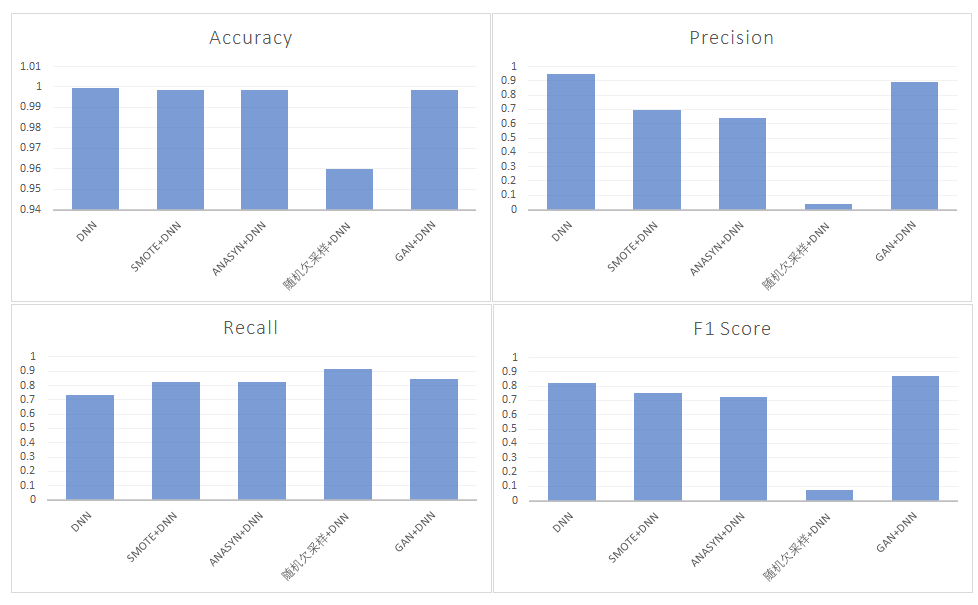 Accuracy
1.01
1
0.99
0.98
0.97
0.96
0.95
0.94
DNN
SMOTE+DNN
ANASYN+DNN
随机欠采样+DNN
GAN+DNN
Precision
1
0.9
0.8
0.7
0.6
0.5
0.4
0.3
0.2
0.1
0
DNN
SMOTE+DNN
ANASYN+DNN
随机欠采样+DNN
GAN+DNN
Recall
1
0.9
0.8
0.7
0.6
0.5
0.4
0.3
0.2
0.1
0
DNN
SMOTE+DNN
ANASYN+DNN
随机欠采样+DNN
GAN+DNN
F1 Score
1
0.9
0.8
0.7
0.6
0.5
0.4
0.3
0.2
0.1
0
DNN
SMOTE+DNN
ANASYN+DNN
随机欠采样+DNN
GAN+DNN